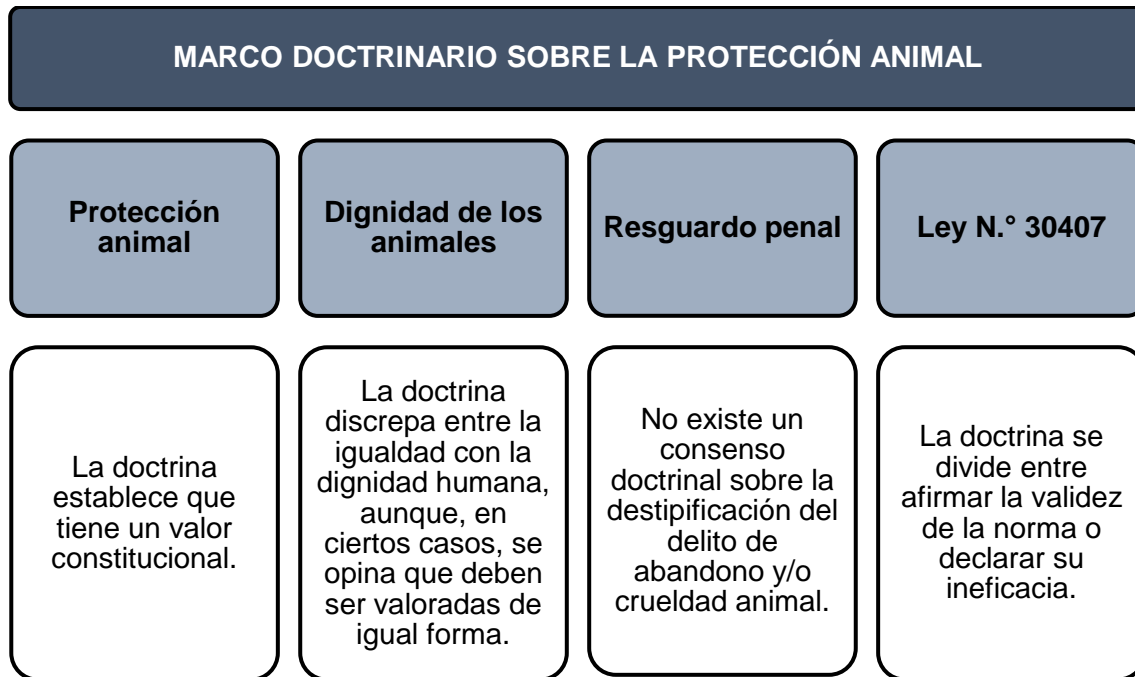 MARCO DOCTRINARIO SOBRE LA PROTECCIÓN ANIMAL
Protección
animal
La doctrina
establece que
tiene un valor
constitucional.
Dignidad de los
animales
La doctrina
discrepa entre la
igualdad con la
dignidad humana,
aunque, en
ciertos casos, se
opina que deben
ser valoradas de
igual forma.
Resguardo penal
No existe un
consenso
doctrinal sobre la
destipificación del
delito de
abandono y/o
crueldad animal.
Ley N.° 30407
La doctrina se
divide entre
afirmar la validez
de la norma o
declarar su
ineficacia.